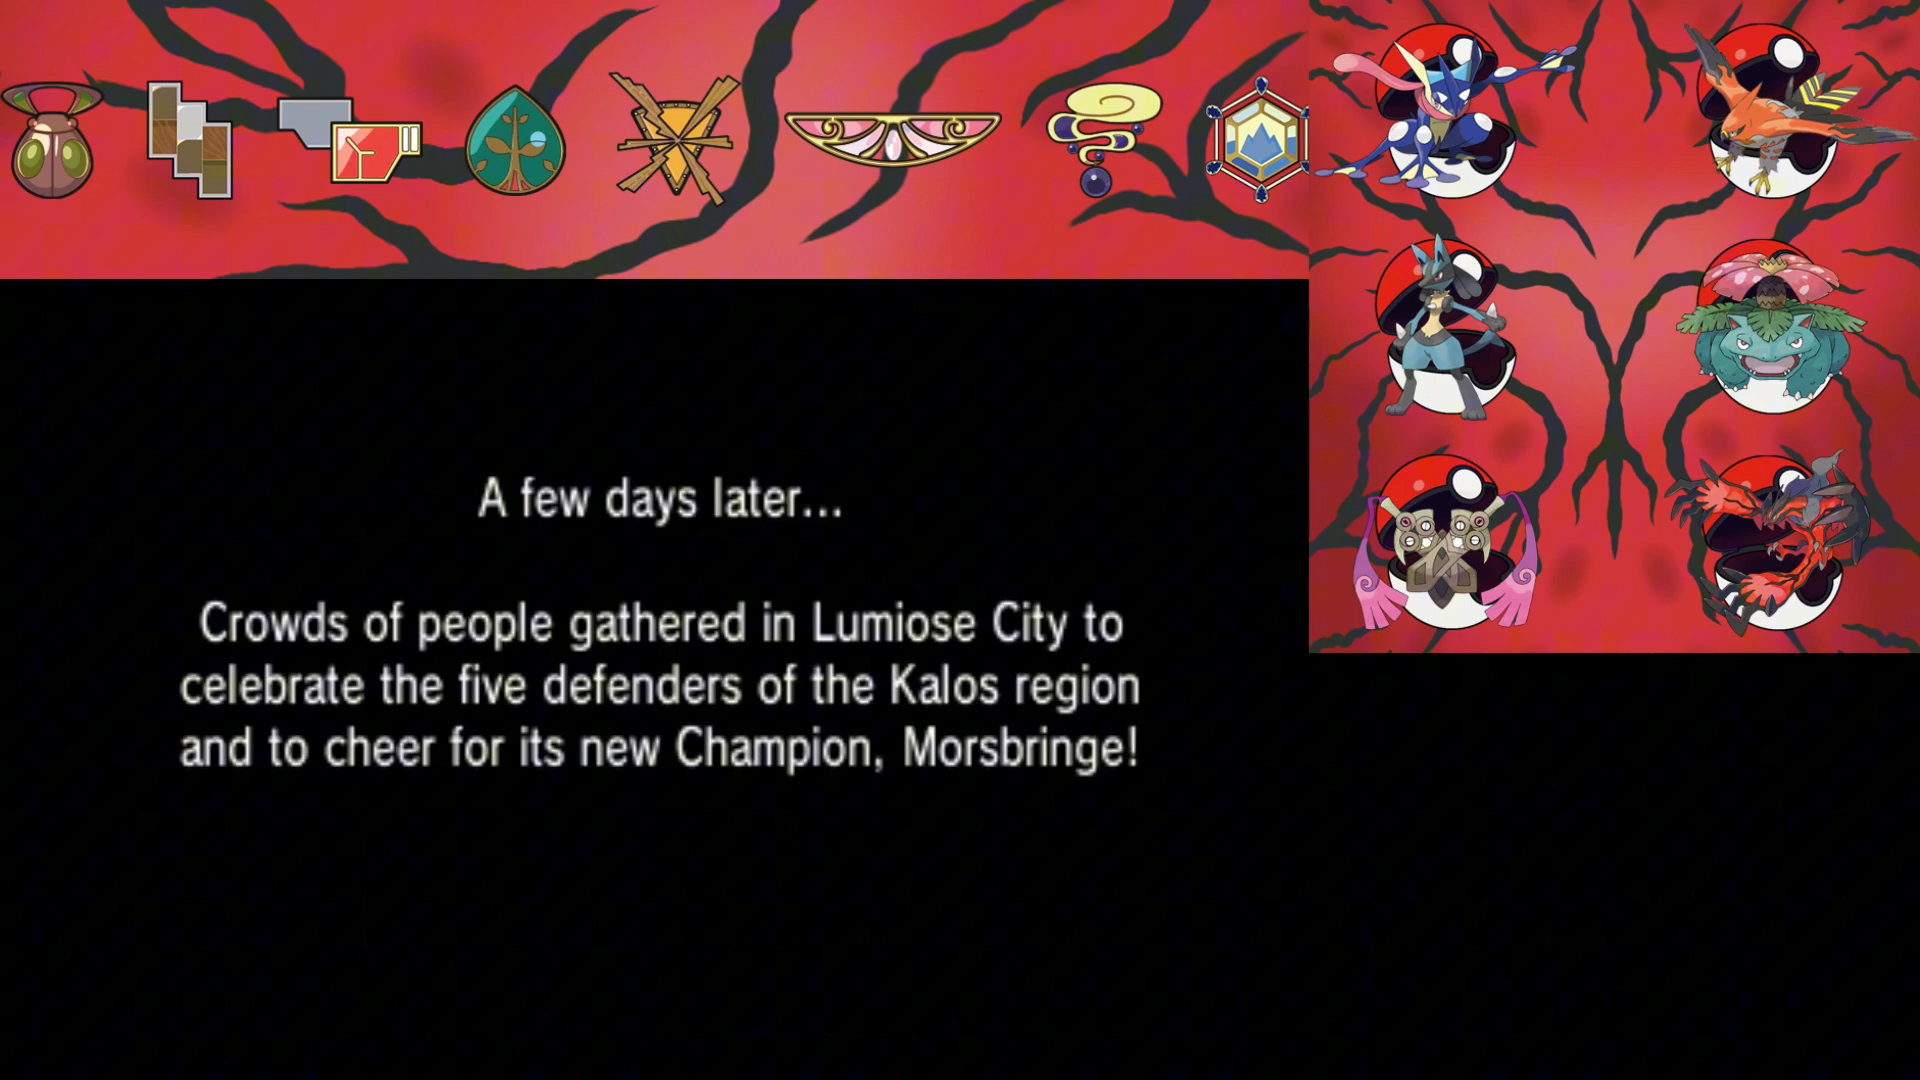 A few days later...
Crowds of people gathered in Lumiose City to
celebrate the five defenders of the Kalos region
and to cheer for its new Champion, Morsbringe!